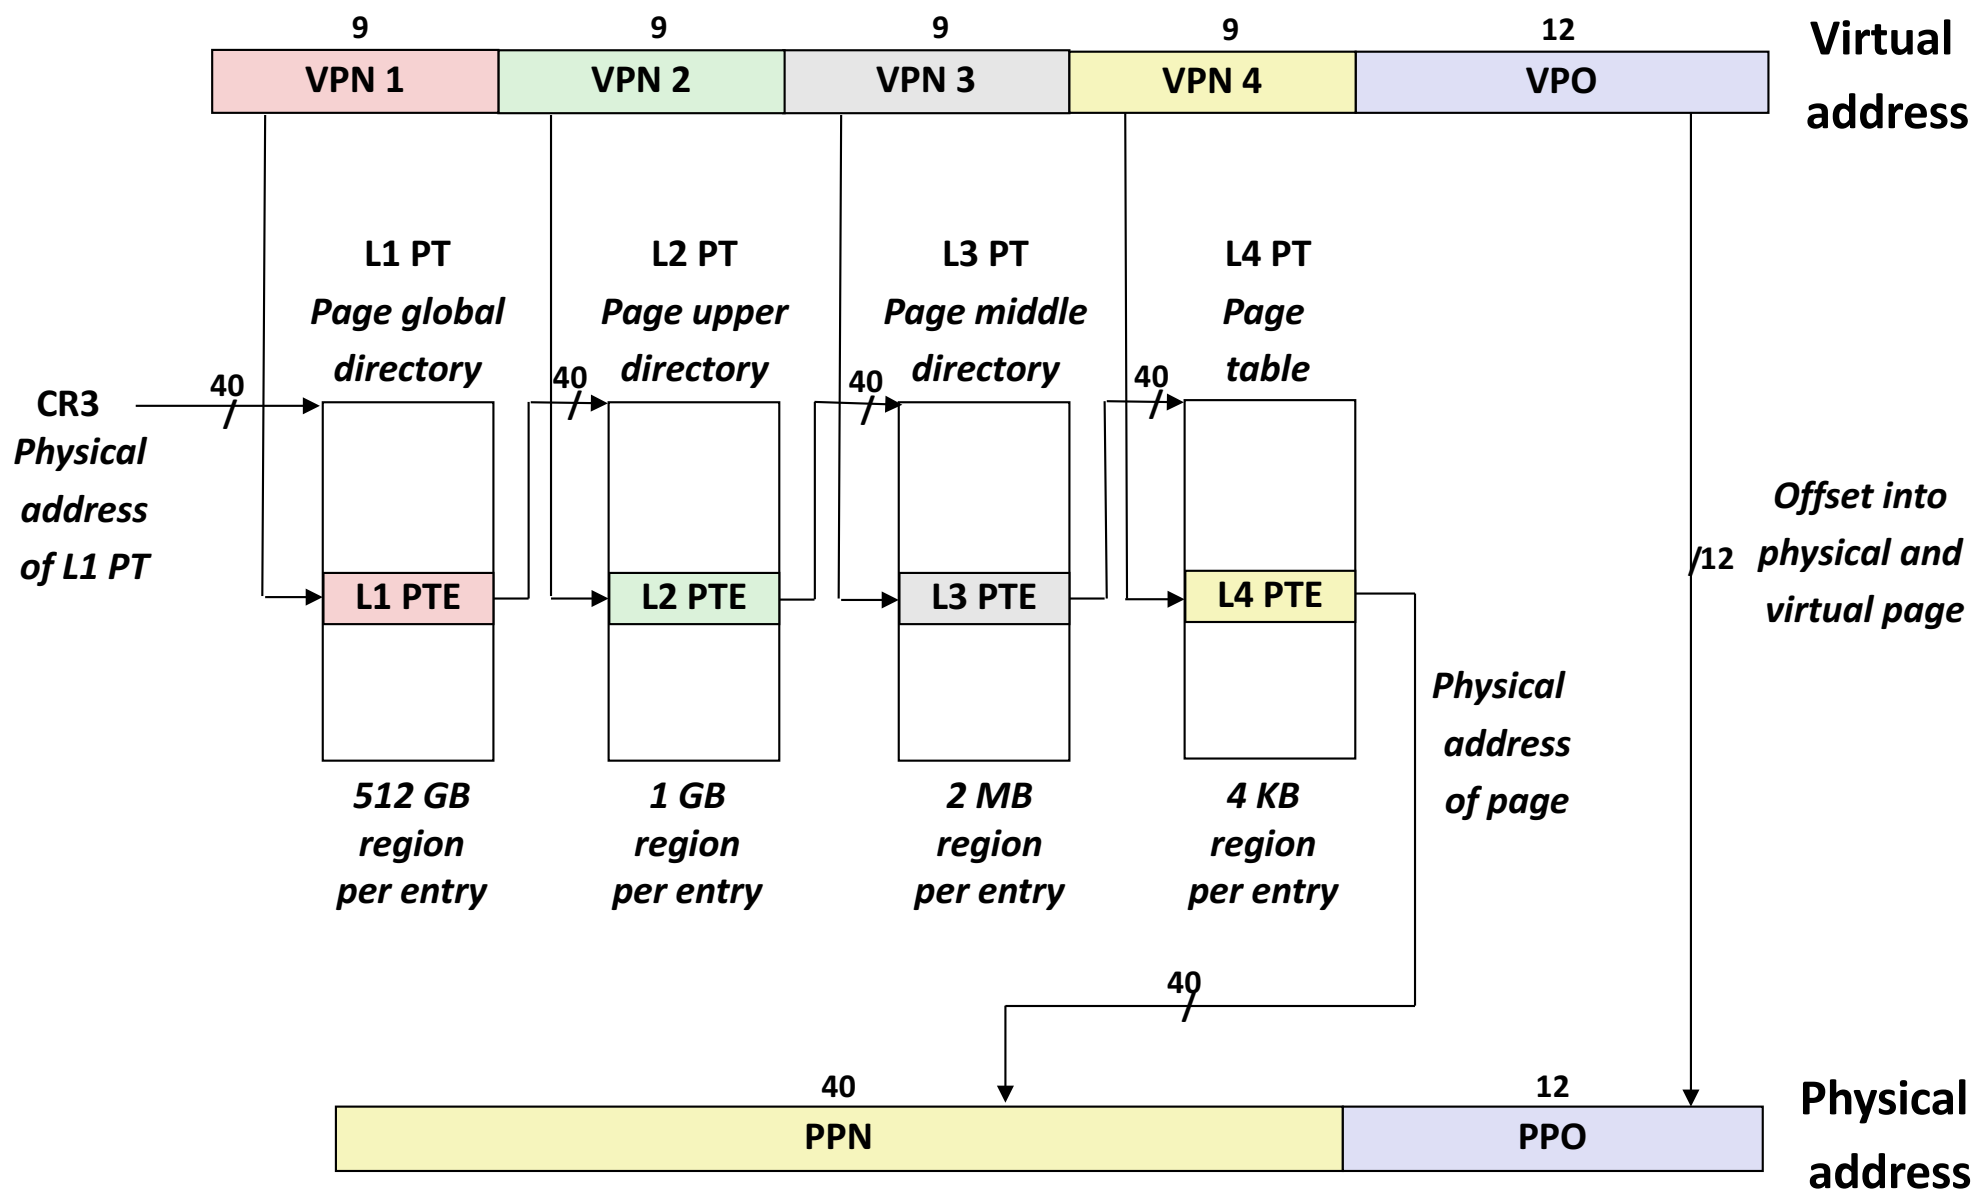 9 9 9 9 12
VPN 1 VPN 2 VPN 3 VPN 4 VPO
Virtual
address
L1 PT
Page global
directory
L2 PT
Page upper
directory
L3 PT
Page middle
directory
L4 PT
Page
table
CR3
Physical
address
of L1 PT
40
40
40
40
L1 PTE
L2 PTE
L3 PTE
L4 PTE
/12
Offset into
physical and
virtual page
512 GB
region
per entry
1 GB
region
per entry
2 MB
region
per entry
4 KB
region
per entry
Physical
address
of page
40
40 12
PPN PPO
Physical
address